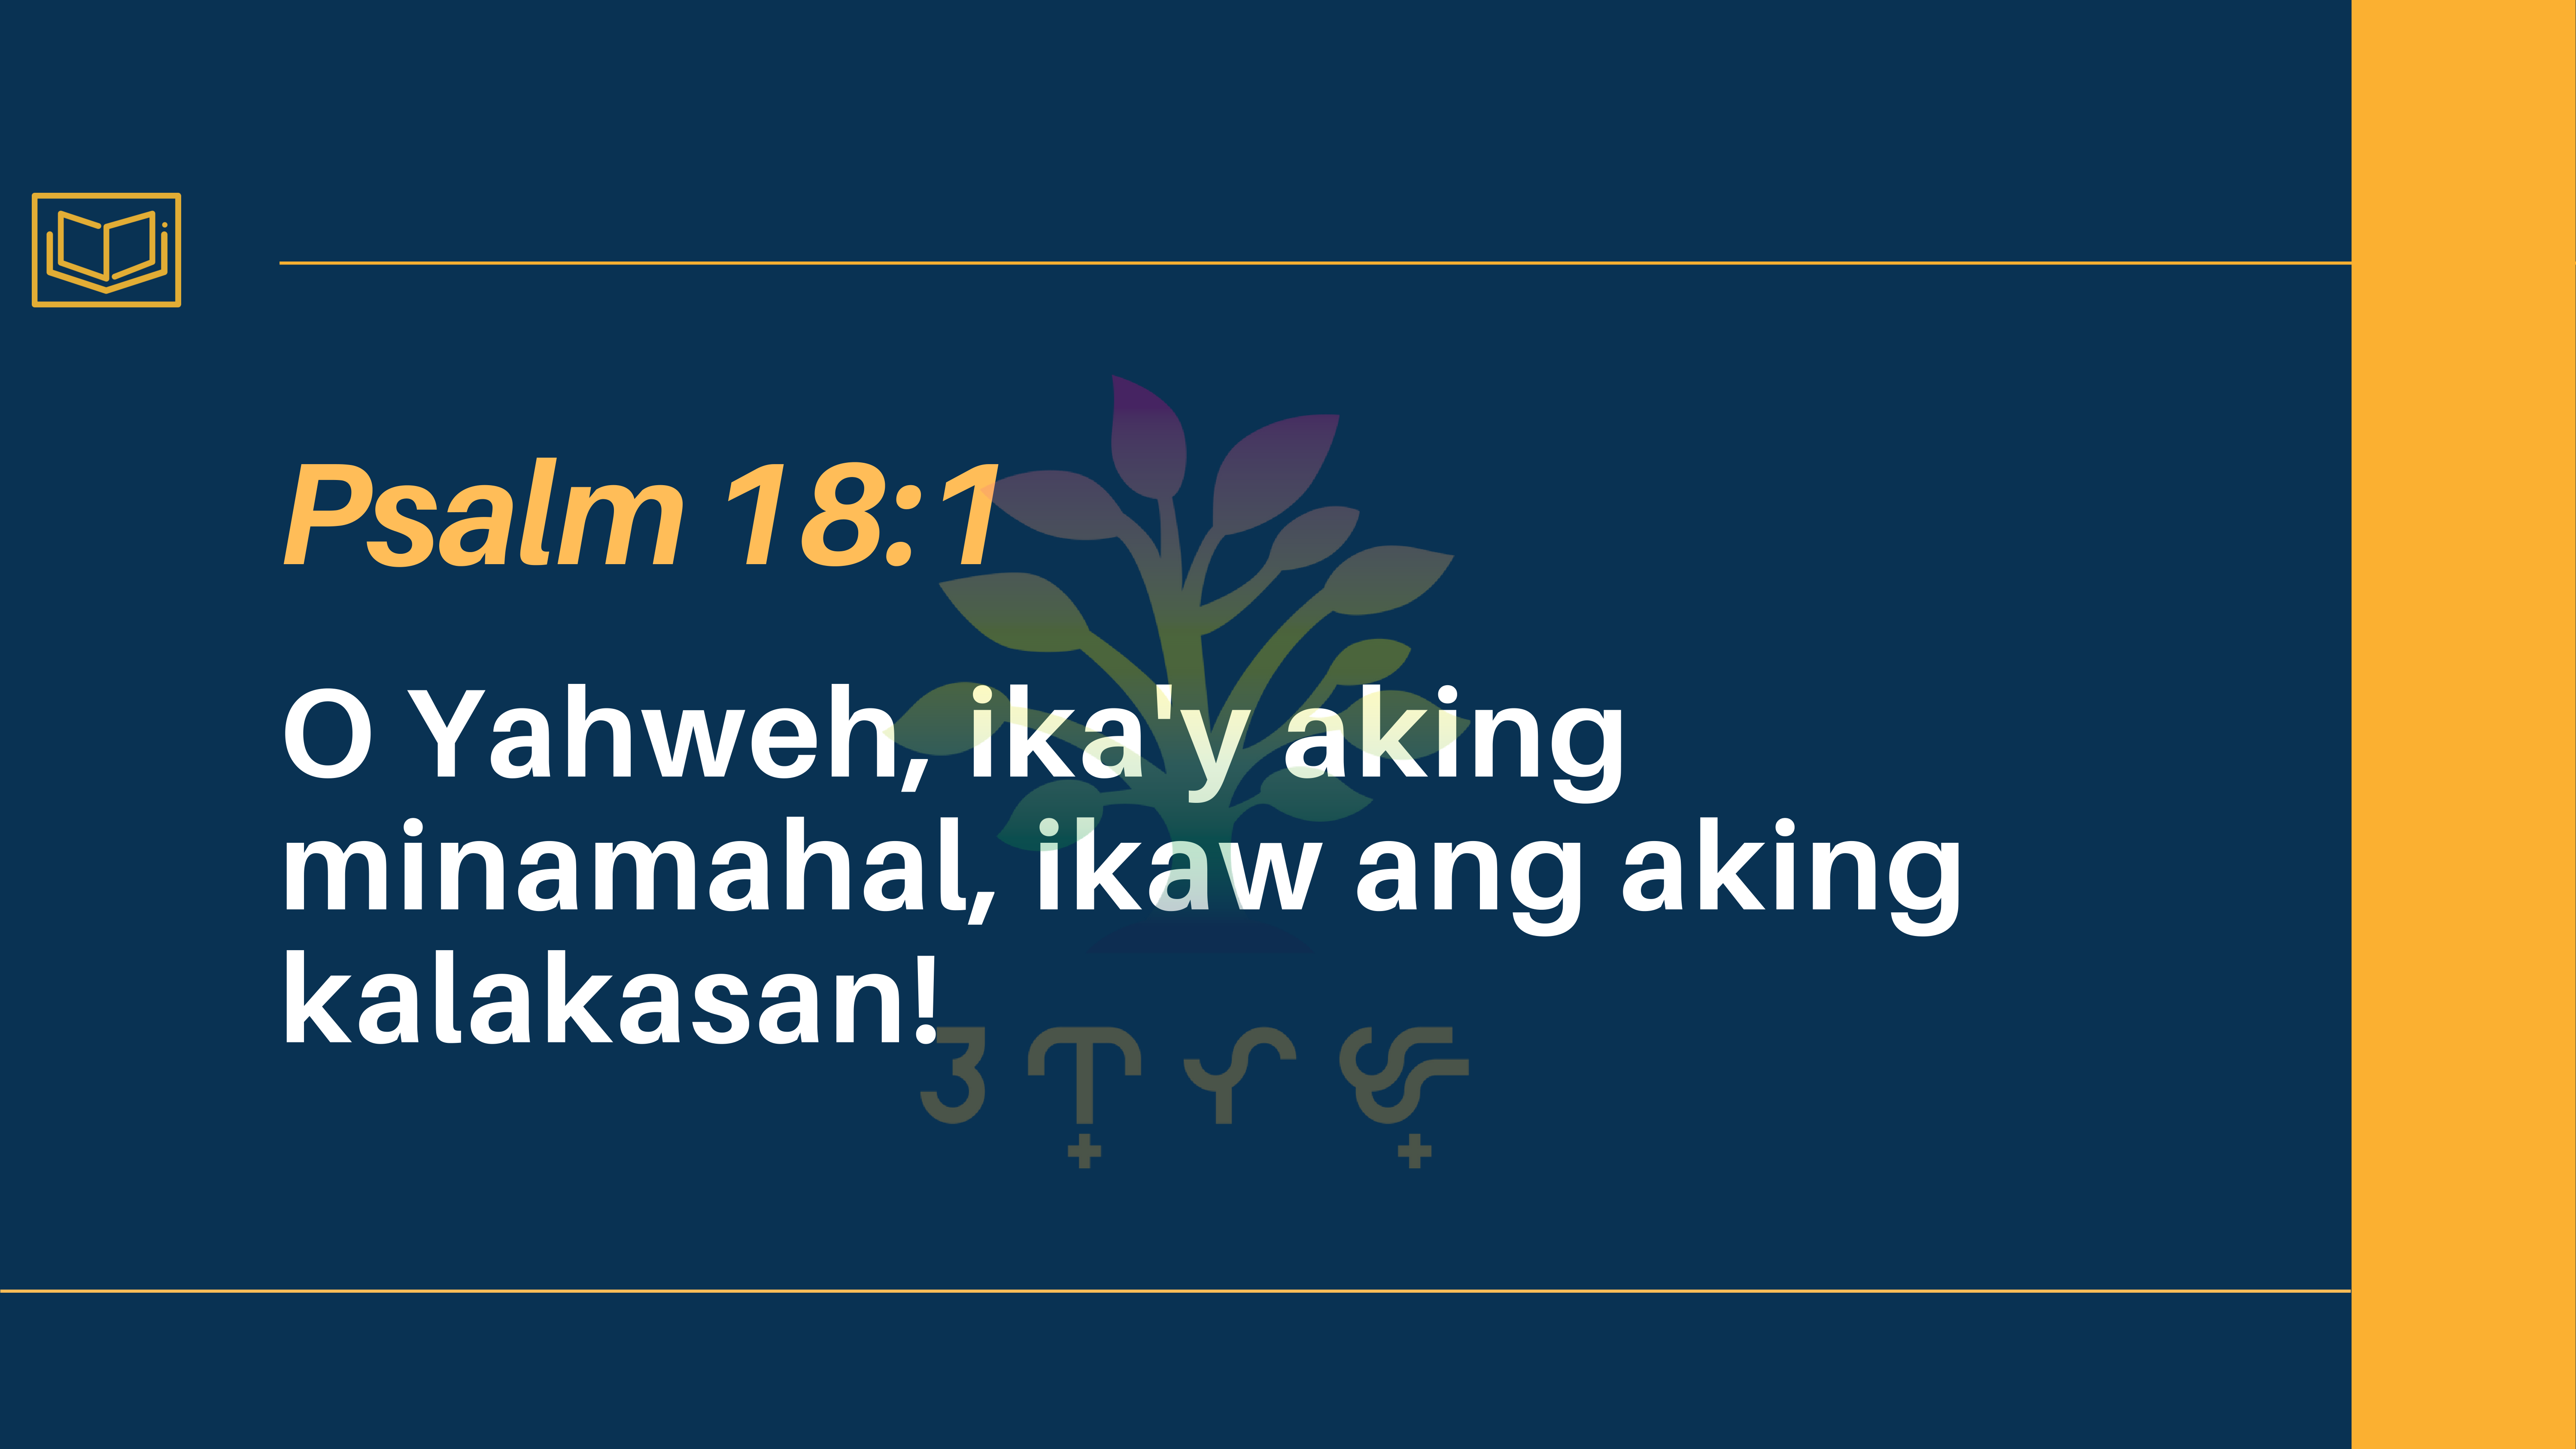 Psalm 18:1
O Yahweh, ika'y aking
minamahal, ikaw ang aking
kalakasan!